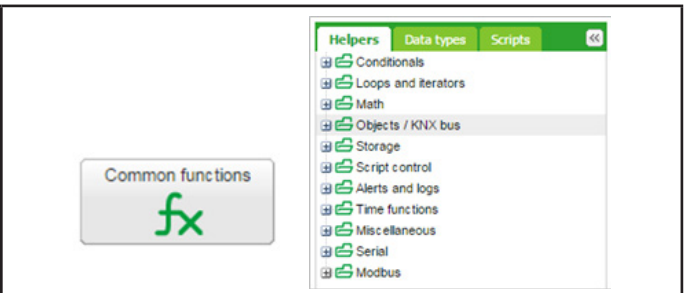 Common functions
fx
Helpers Data types Scripts
Conditionals
Loops and iterators
Math
Objects / KNX bus
Storage
Script control
Alerts and logs
Time functions
Miscellaneous
Serial
Modbus